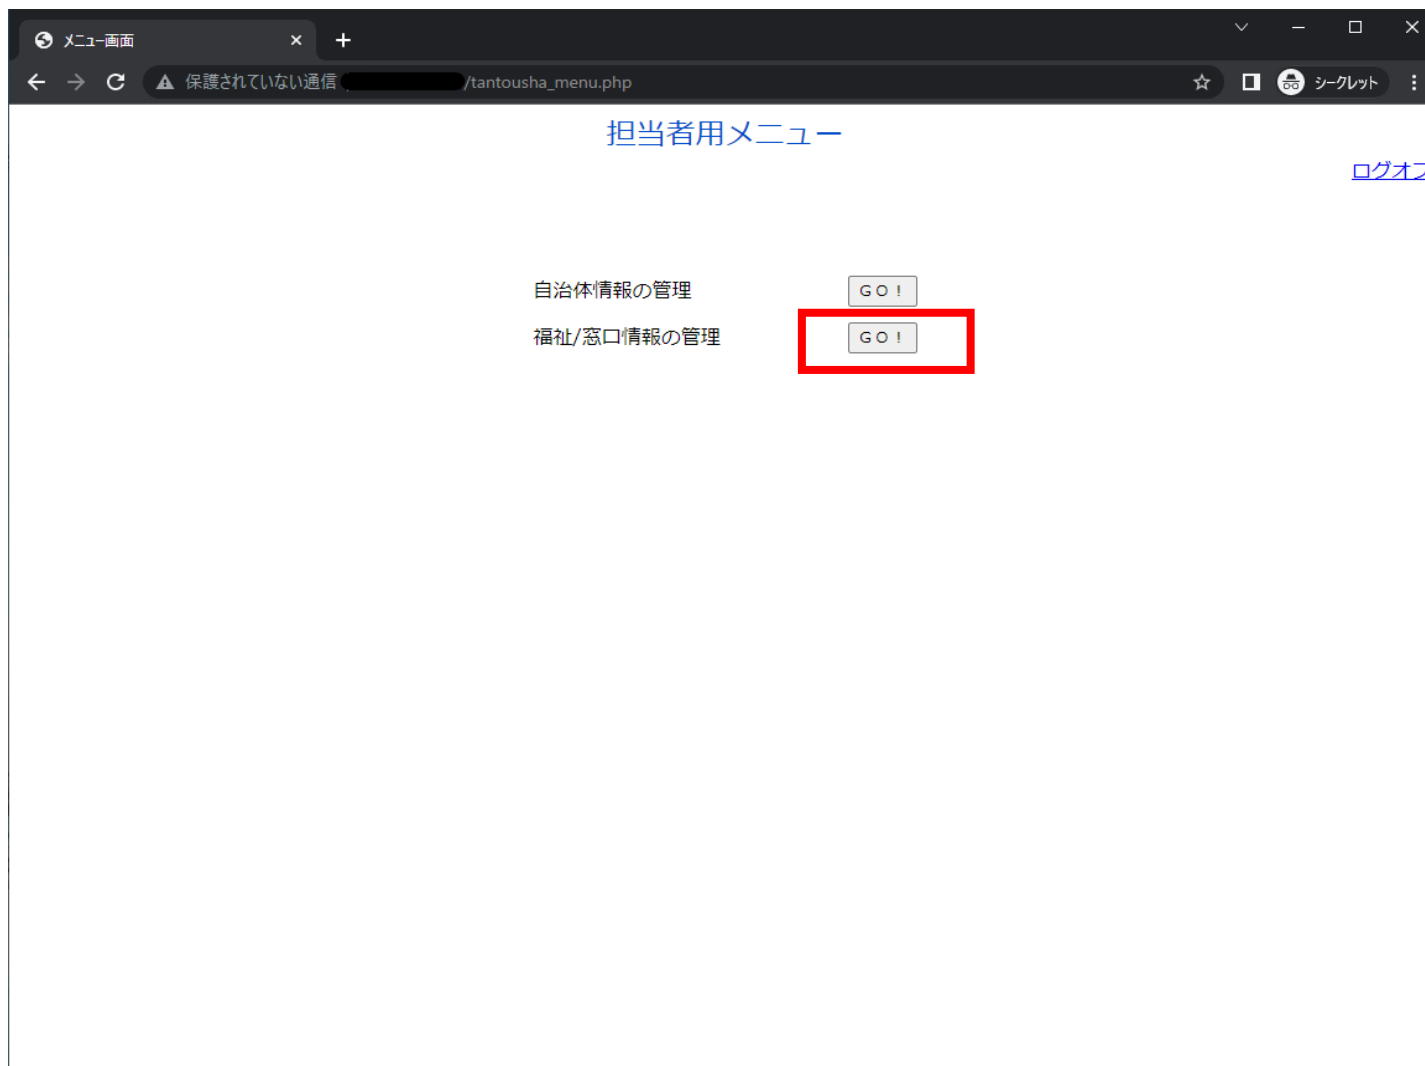 メニュー画面
保護されていない通信 /tantousha_menu.php シークレット
担当者用メニュー
ログオフ
自治体情報の管理 ＧＯ！
福祉/窓口情報の管理 ＧＯ！